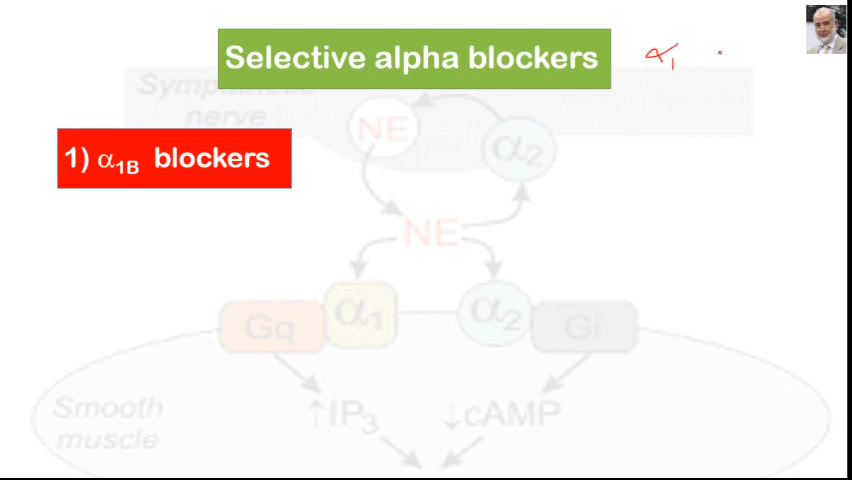 Selective alpha blockers α1
Sympathetic
nerve
NE
α2
1) α1B blockers
NE
Gq α1 α2 Gi
Smooth
muscle
↑IP3 ↓cAMP